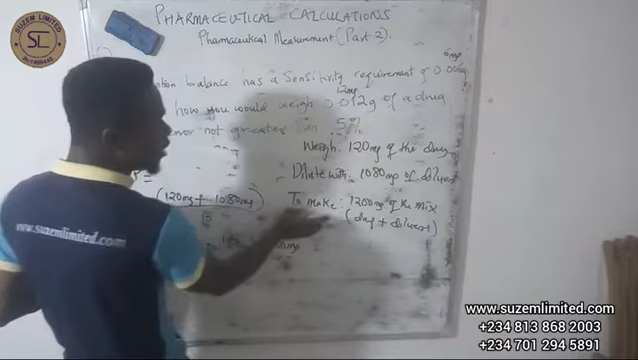 SUZEM LIMITED
SL
PHARMACEUTICAL CALCULATIONS
Pharmaceutical Measurement (Part 2).
6mg
balance has a Sensitivity requirement of 0.006g
12mg
how you would weigh 0.012g of a drug
error not greater than 5%
Weigh: 120mg of the drug
Dilute with: 1080mg of diluent
(120mg + 1080mg)
To make: 1200mg of the mix
(drug + diluent)
www.suzemlimited.com
www.suzemlimited.com
+234 813 868 2003
+234 701 294 5891